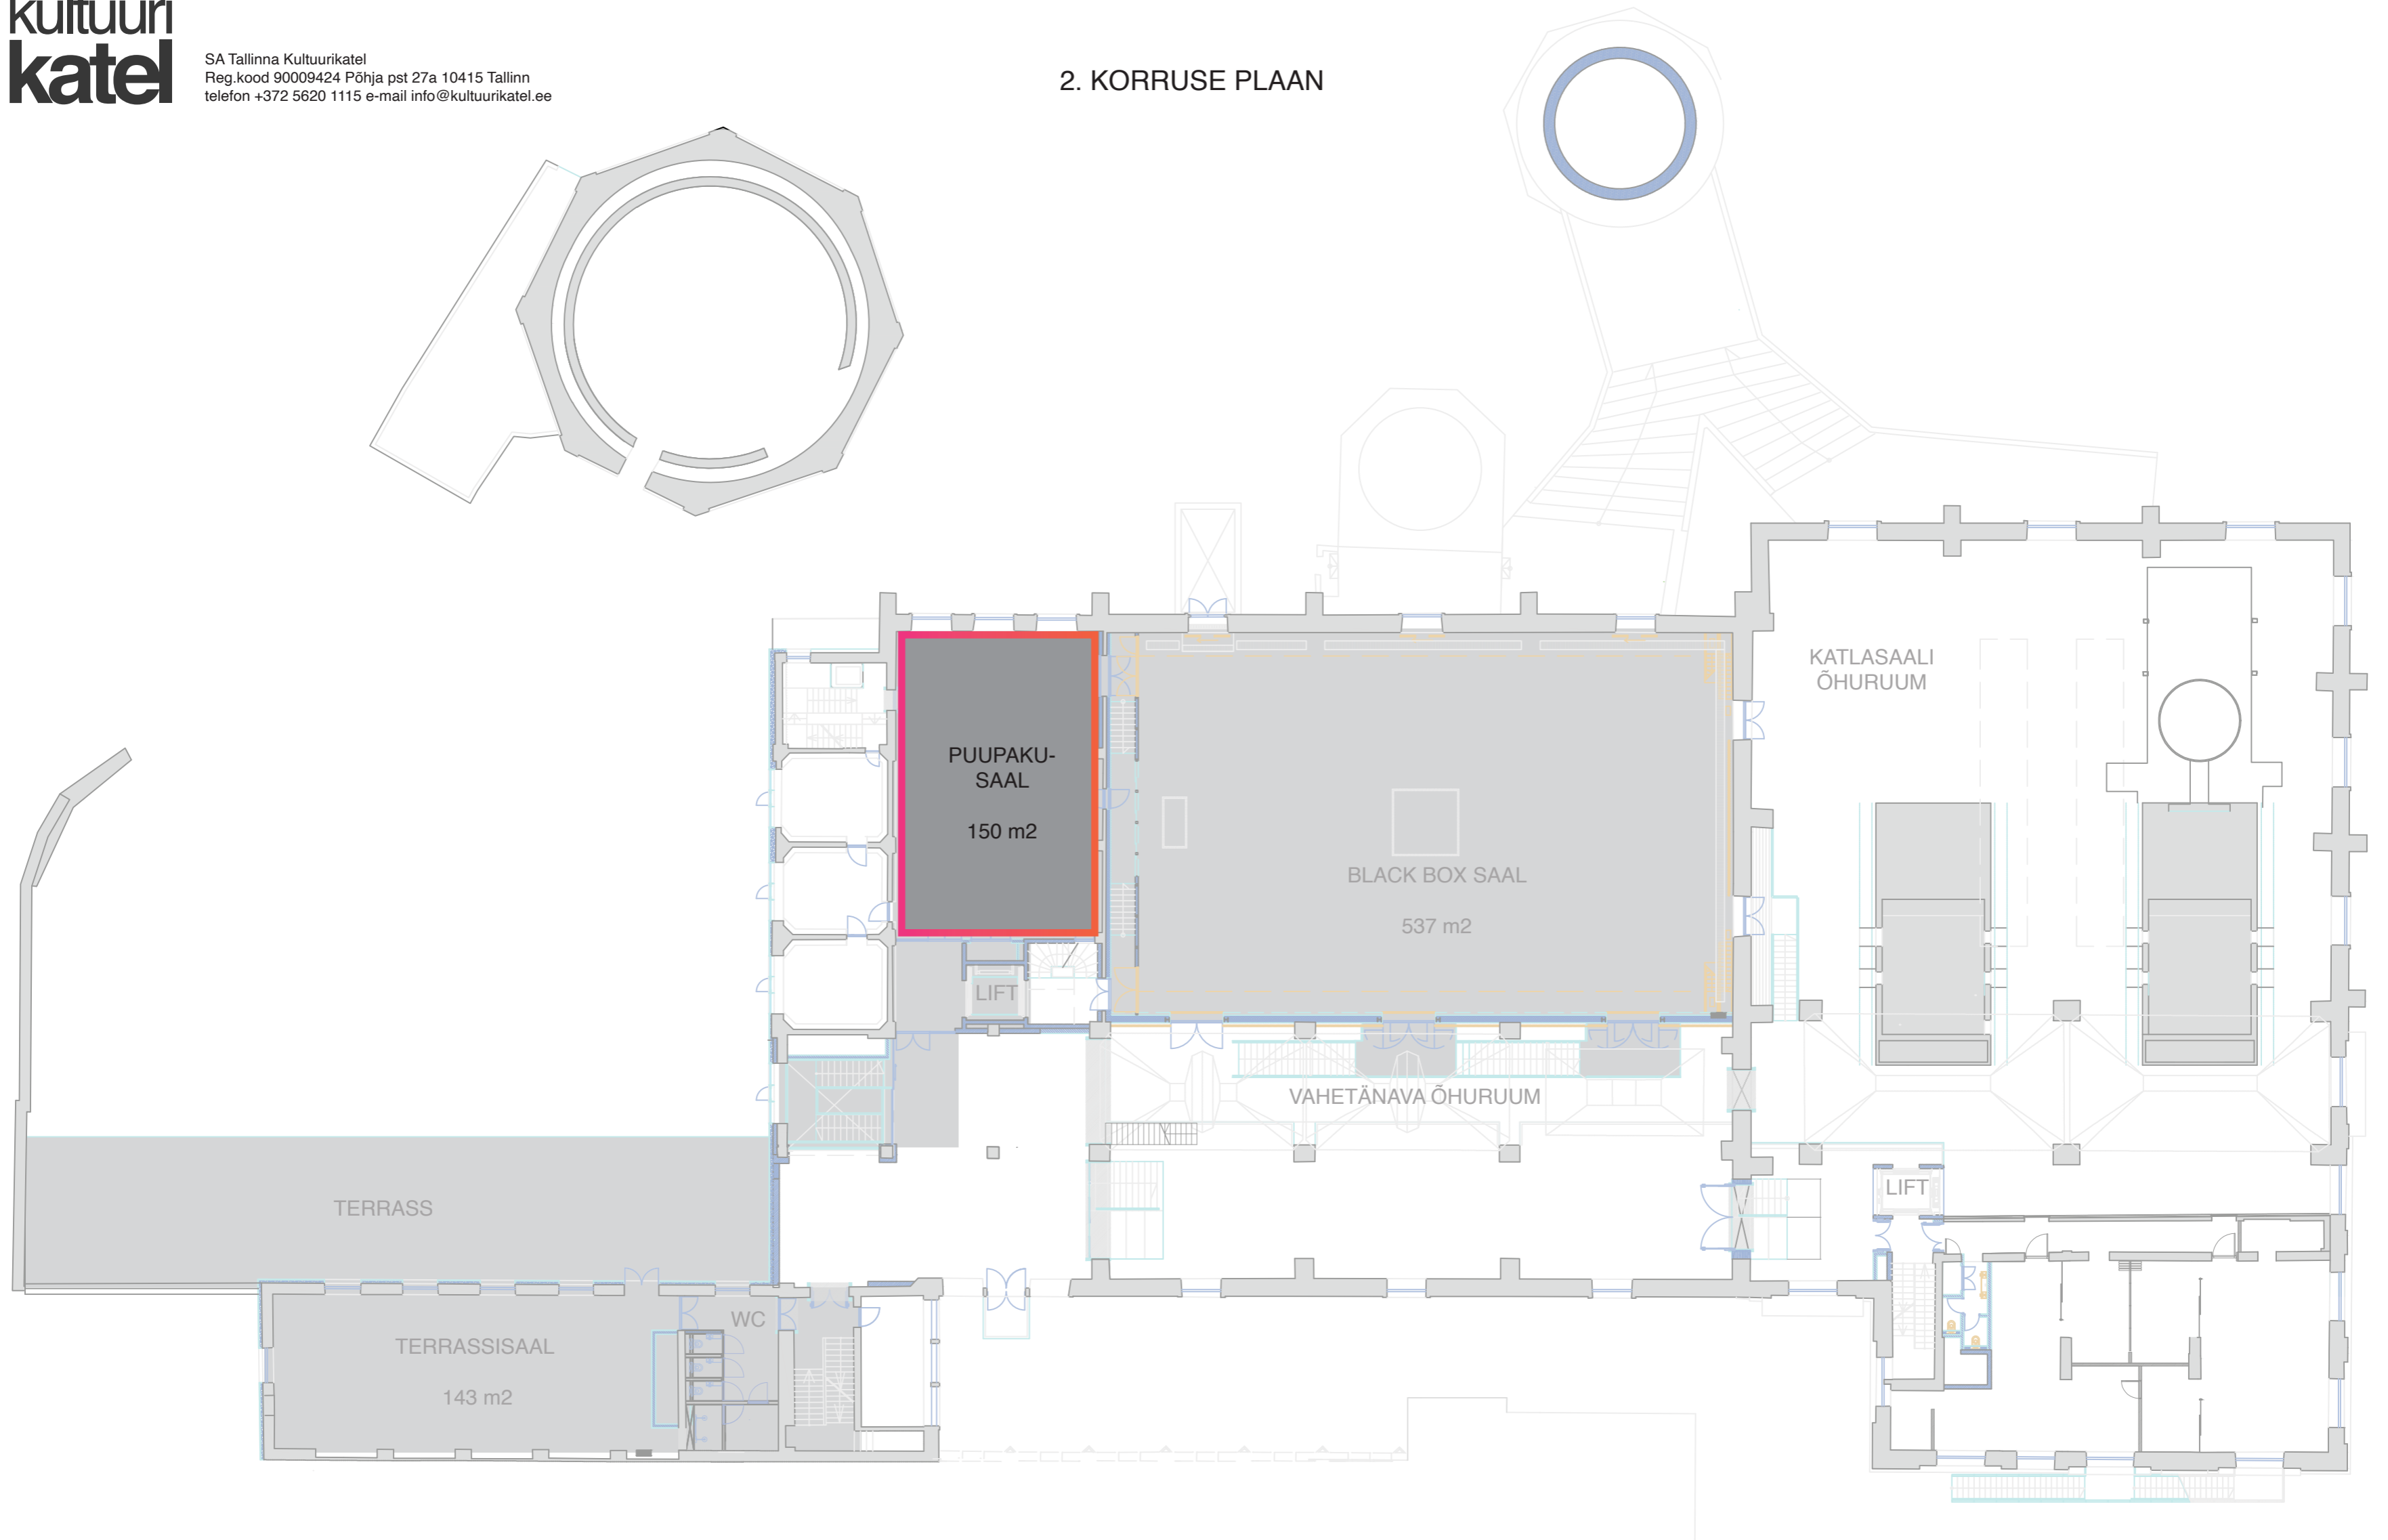 kultuuri
katel
SA Tallinna Kultuurikatel
Reg.kood 90009424 Põhja pst 27a 10415 Tallinn
telefon +372 5620 1115 e-mail info@kultuurikatel.ee
2. KORRUSE PLAAN
KATLASAALI
ÕHURUUM
PUUPAKU-
SAAL
150 m2
BLACK BOX SAAL
537 m2
LIFT
VAHETÄNAVA ÕHURUUM
TERRASS
LIFT
WC
TERRASSISAAL
143 m2